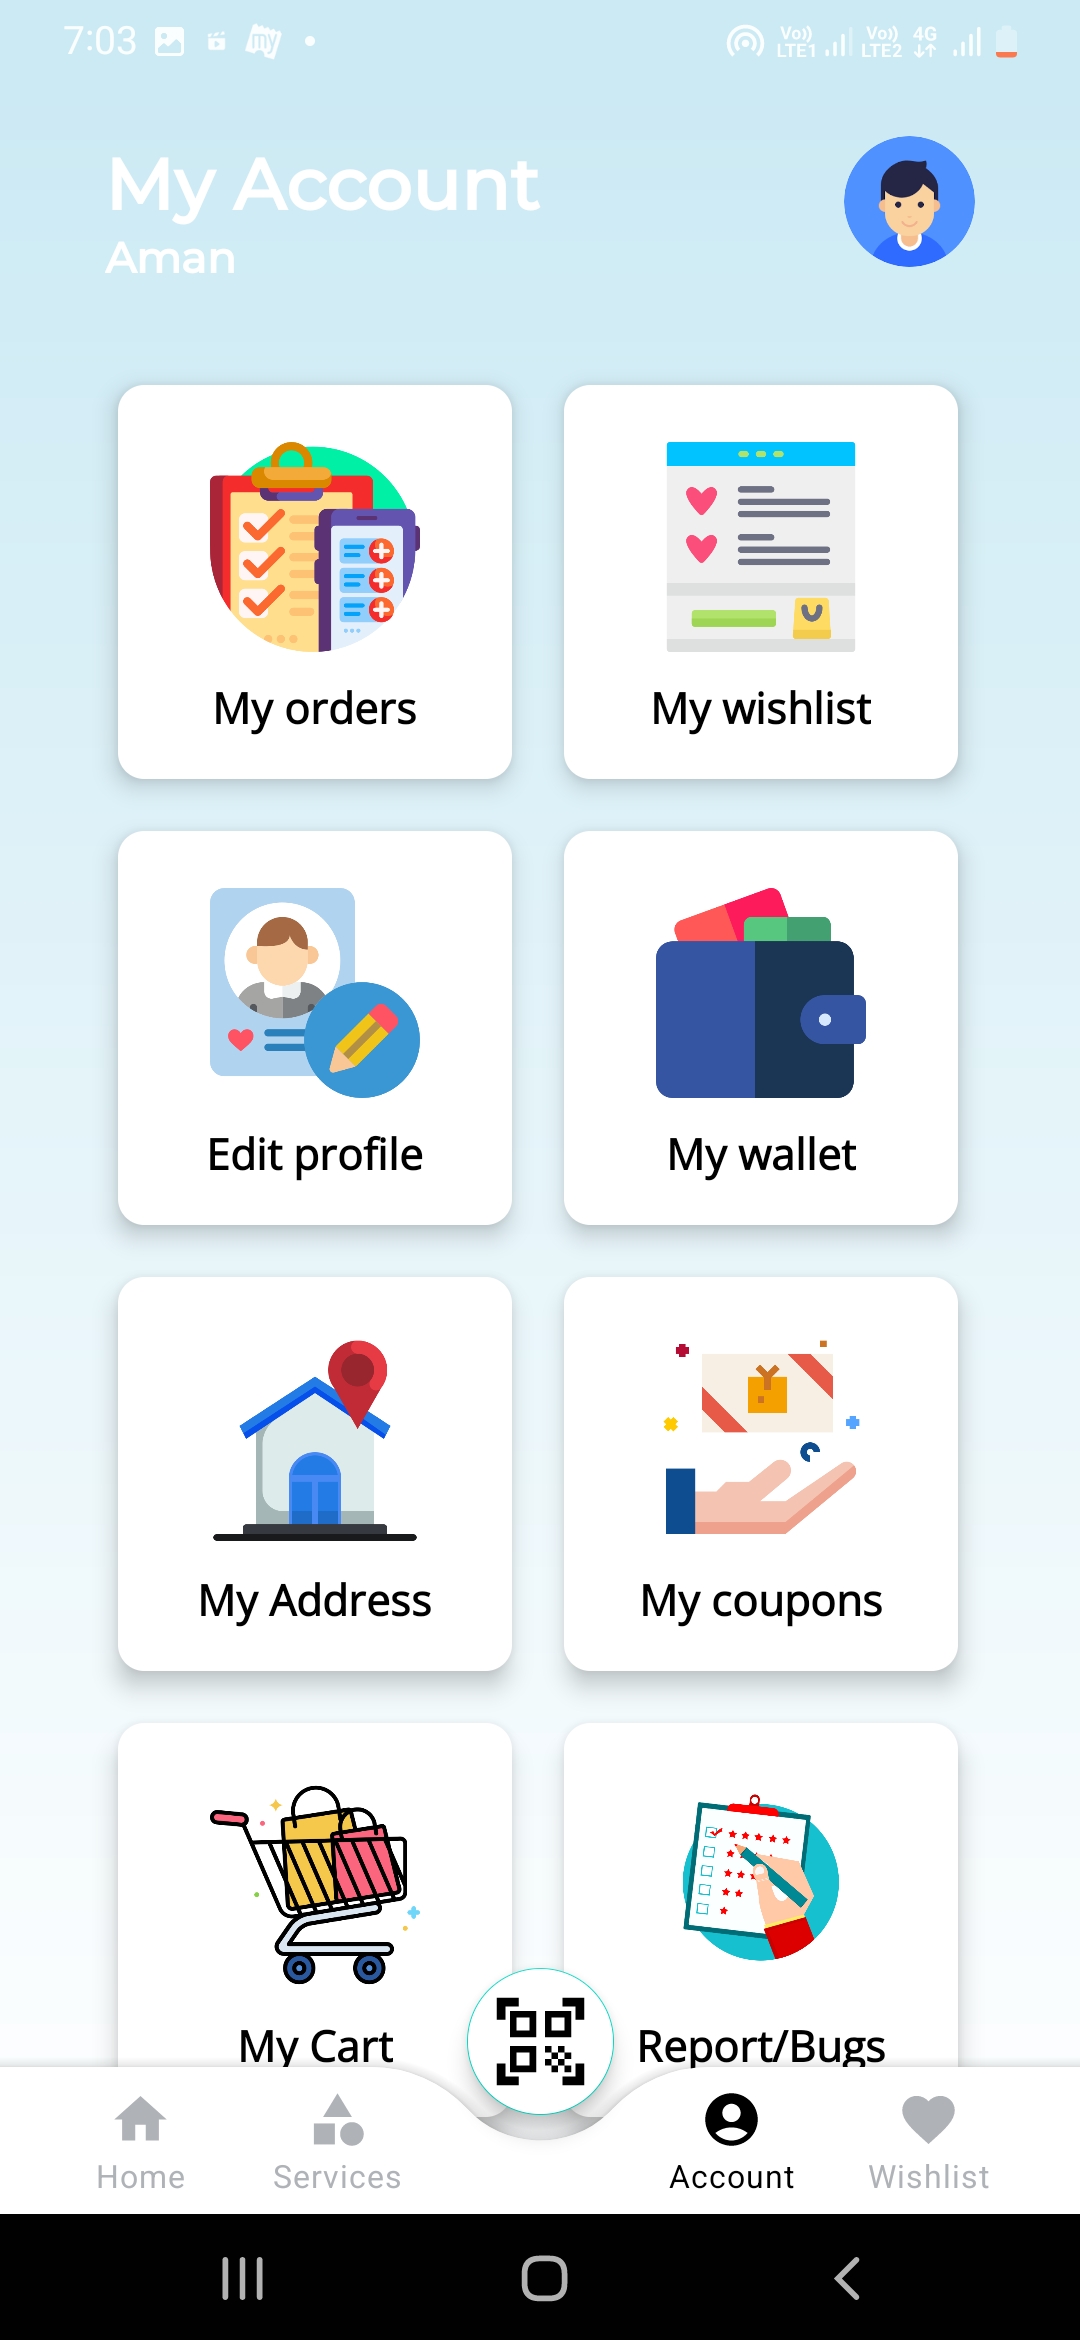 7:03
my
Vo)) LTE1 Vo)) LTE2 4G
My Account
Aman
My orders
My wishlist
Edit profile
My wallet
My Address
My coupons
My Cart
Report/Bugs
Home
Services
Account
Wishlist